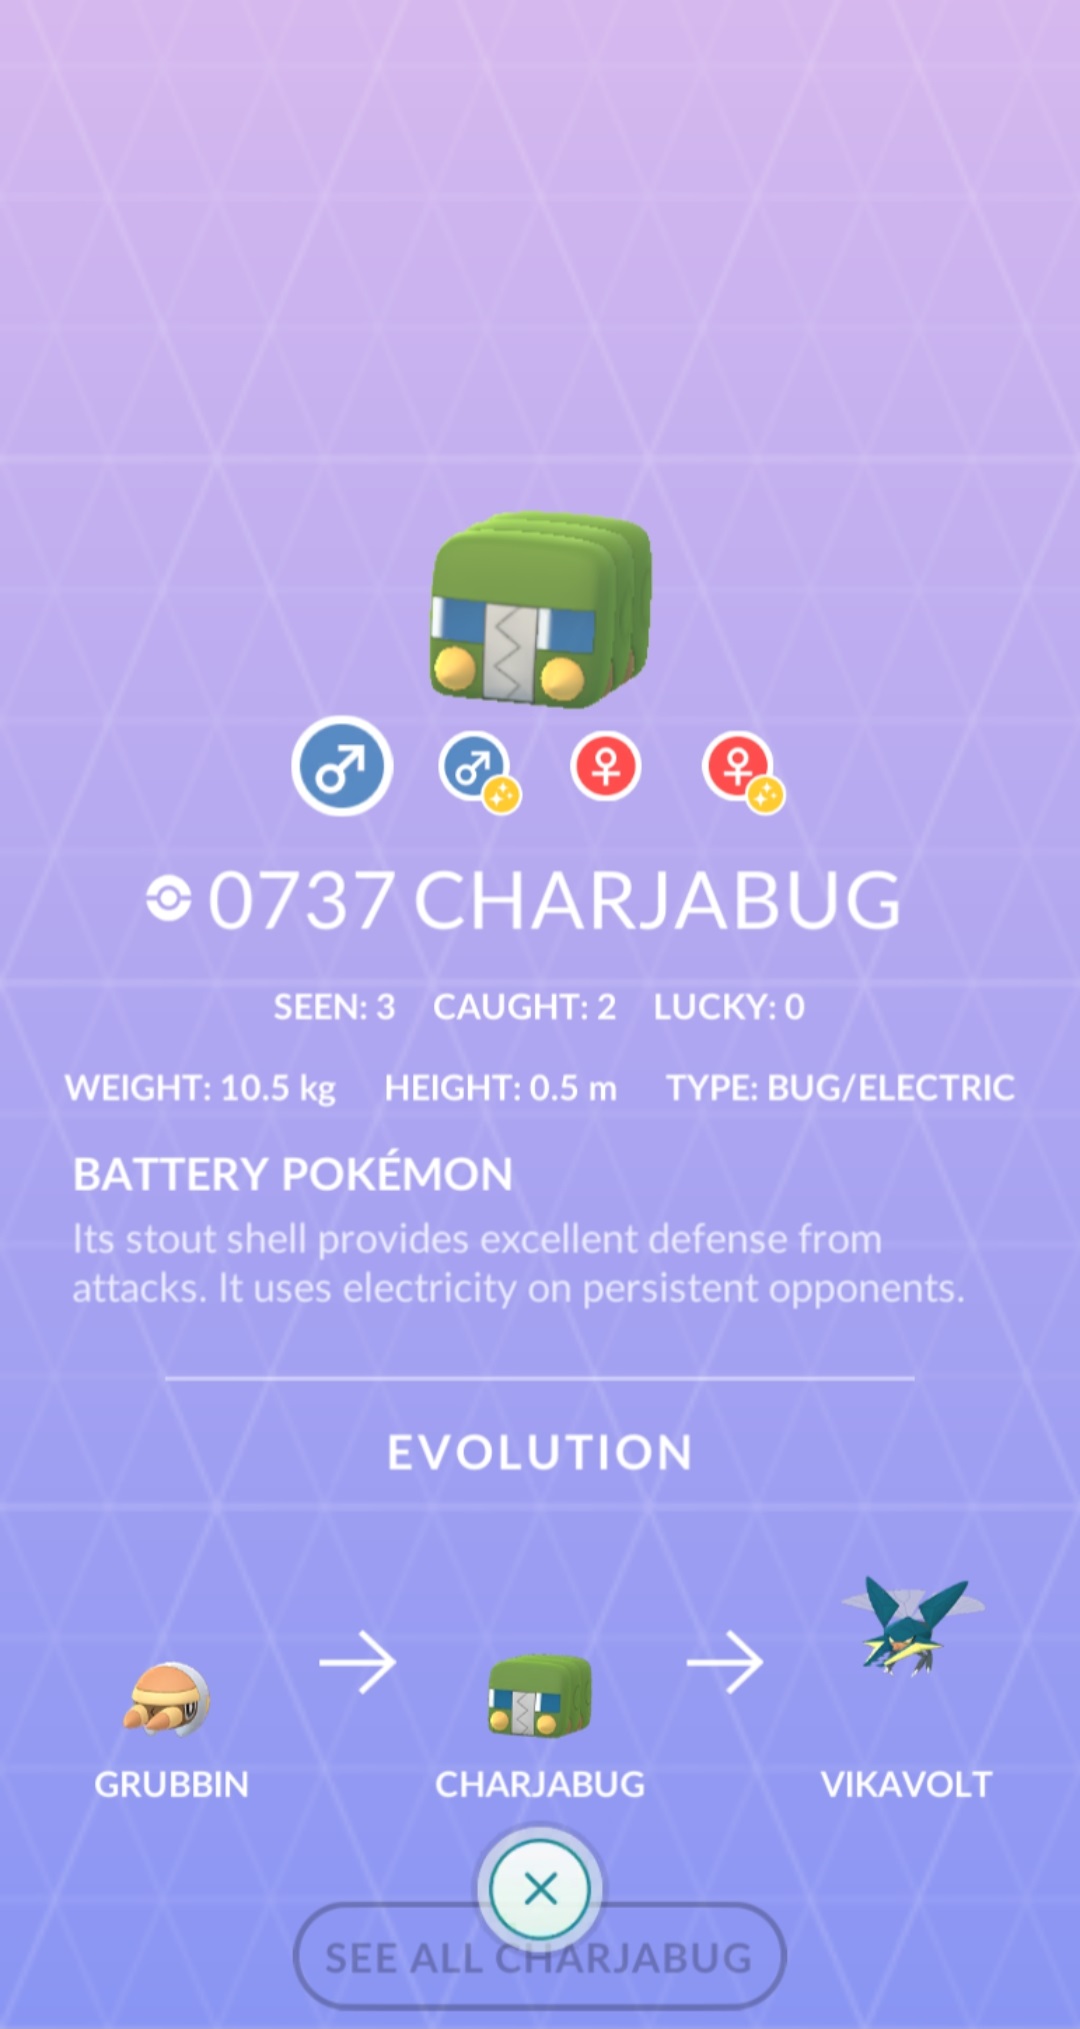 0737 CHARJABUG
SEEN: 3 CAUGHT: 2 LUCKY: 0
WEIGHT: 10.5 kg HEIGHT: 0.5 m TYPE: BUG/ELECTRIC
BATTERY POKÉMON
Its stout shell provides excellent defense from
attacks. It uses electricity on persistent opponents.
EVOLUTION
GRUBBIN CHARJABUG VIKAVOLT
SEE ALL CHARJABUG